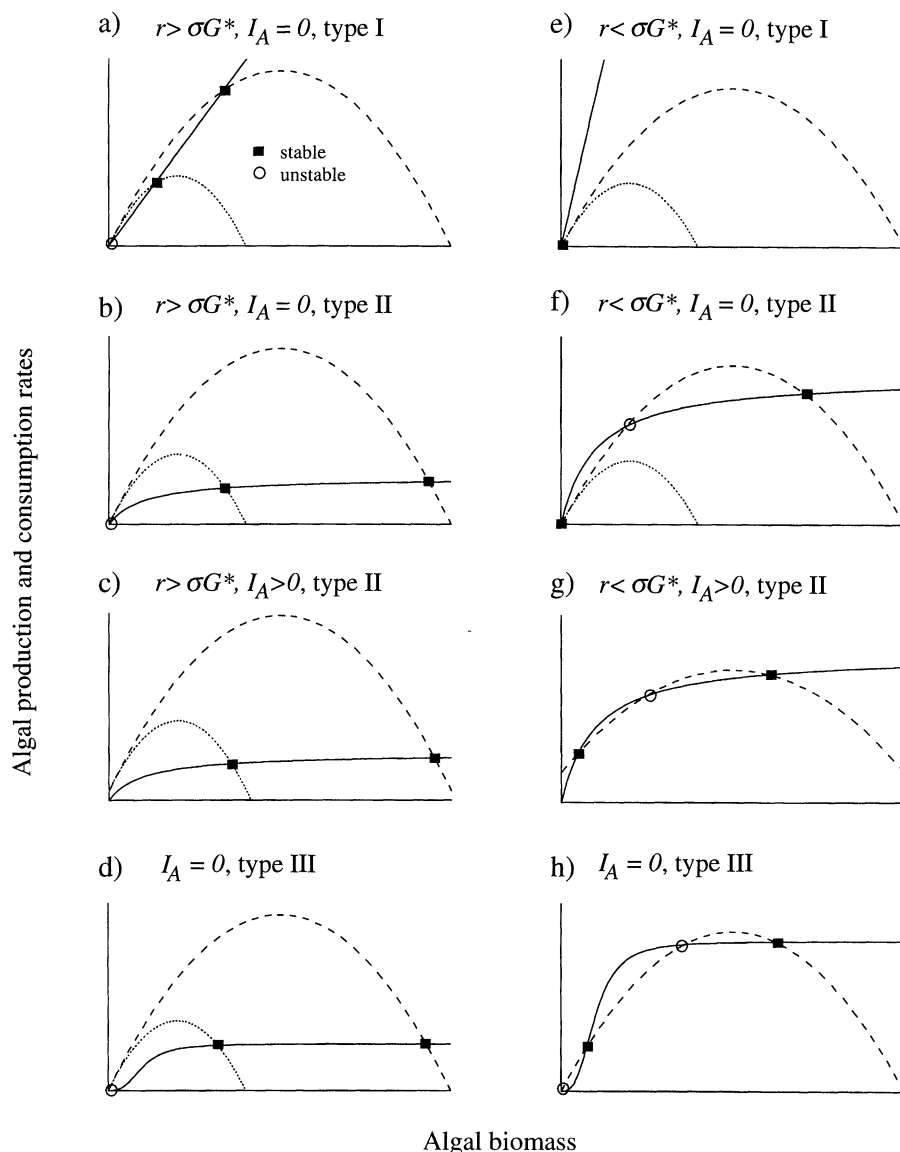 a) r> σG*, I_A = 0, type I
stable
unstable
b) r> σG*, I_A = 0, type II
c) r> σG*, I_A>0, type II
d) I_A = 0, type III
e) r< σG*, I_A = 0, type I
f) r< σG*, I_A = 0, type II
g) r< σG*, I_A>0, type II
h) I_A = 0, type III
Algal production and consumption rates
Algal biomass